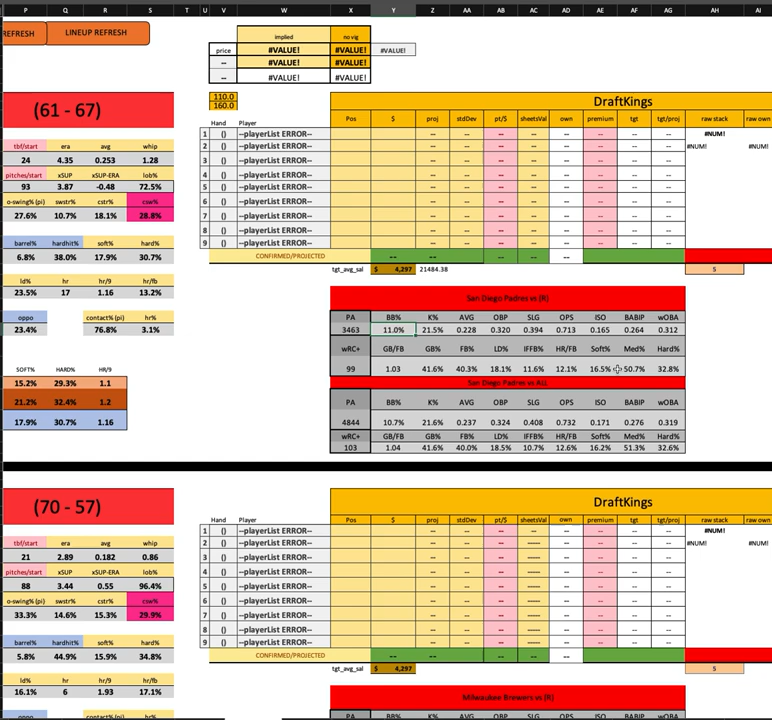 P Q R S T U V W X Y Z AA AB AC AD AE AF AG AH AI
REFRESH LINEUP REFRESH
implied no vig
price #VALUE! #VALUE! #VALUE!
-- #VALUE! #VALUE!
-- #VALUE! #VALUE!
(61 - 67) 110.0 DraftKings
160.0
Hand Player Pos $ proj stdDev pt/$ sheetsVal own premium tgt tgt/proj raw stack raw own
1 () --playerList ERROR-- -- -- -- -- -- -- -- -- #NUM!
tbf/start era avg whip
2 () --playerList ERROR-- -- -- -- -- -- -- -- -- #NUM! #NUM!
24 4.35 0.253 1.28
3 () --playerList ERROR-- -- -- -- -- -- -- -- --
pitches/start xSUP xSUP-ERA lob%
4 () --playerList ERROR-- -- -- -- -- -- -- -- --
93 3.87 -0.48 72.5%
5 () --playerList ERROR-- -- -- -- -- -- -- -- --
o-swing% (pi) swstr% cstr% csw%
6 () --playerList ERROR-- -- -- -- -- -- -- -- --
27.6% 10.7% 18.1% 28.8%
7 () --playerList ERROR-- -- -- -- -- -- -- -- --
8 () --playerList ERROR-- -- -- -- -- -- -- -- --
barrel% hardhit% soft% hard%
9 () --playerList ERROR-- -- -- -- -- -- -- -- --
6.8% 38.0% 17.9% 30.7%
CONFIRMED/PROJECTED -- -- -- -- --
tgt_avg_sal $ 4,297 21484.38 5
ld% hr hr/9 hr/fb
23.5% 17 1.16 13.2%
San Diego Padres vs (R)
oppo contact% (pi) hr%
PA BB% K% AVG OBP SLG OPS ISO BABIP wOBA
23.4% 76.8% 3.1%
3463 11.0% 21.5% 0.228 0.320 0.394 0.713 0.165 0.264 0.312
wRC+ GB/FB GB% FB% LD% IFFB% HR/FB Soft% Med% Hard%
SOFT% HARD% HR/9
99 1.03 41.6% 40.3% 18.1% 11.6% 12.1% 16.5% 50.7% 32.8%
15.2% 29.3% 1.1
San Diego Padres vs ALL
21.2% 32.4% 1.2
PA BB% K% AVG OBP SLG OPS ISO BABIP wOBA
17.9% 30.7% 1.16
4844 10.7% 21.6% 0.237 0.324 0.408 0.732 0.171 0.276 0.319
wRC+ GB/FB GB% FB% LD% IFFB% HR/FB Soft% Med% Hard%
103 1.04 41.6% 40.0% 18.5% 10.7% 12.6% 16.2% 51.3% 32.6%
(70 - 57) DraftKings
Hand Player Pos $ proj stdDev pt/$ sheetsVal own premium tgt tgt/proj raw stack raw own
1 () --playerList ERROR-- -- -- -- ----- -- -- -- -- #NUM!
tbf/start era avg whip
2 () --playerList ERROR-- -- -- -- ----- -- -- -- -- #NUM! #NUM!
21 2.89 0.182 0.86
3 () --playerList ERROR-- -- -- -- ----- -- -- -- --
pitches/start xSUP xSUP-ERA lob%
4 () --playerList ERROR-- -- -- -- ----- -- -- -- --
88 3.44 0.55 96.4%
5 () --playerList ERROR-- -- -- -- ----- -- -- -- --
o-swing% (pi) swstr% cstr% csw%
6 () --playerList ERROR-- -- -- -- ----- -- -- -- --
33.3% 14.6% 15.3% 29.9%
7 () --playerList ERROR-- -- -- -- ----- -- -- -- --
8 () --playerList ERROR-- -- -- -- ----- -- -- -- --
barrel% hardhit% soft% hard%
9 () --playerList ERROR-- -- -- -- ----- -- -- -- --
5.8% 44.9% 15.9% 34.8%
CONFIRMED/PROJECTED -- -- -- -- --
tgt_avg_sal $ 4,297 5
ld% hr hr/9 hr/fb
16.1% 6 1.93 17.1%
Milwaukee Brewers vs (R)
oppo contact% (pi) hr%
PA BB% K% AVG OBP SLG OPS ISO BABIP wOBA